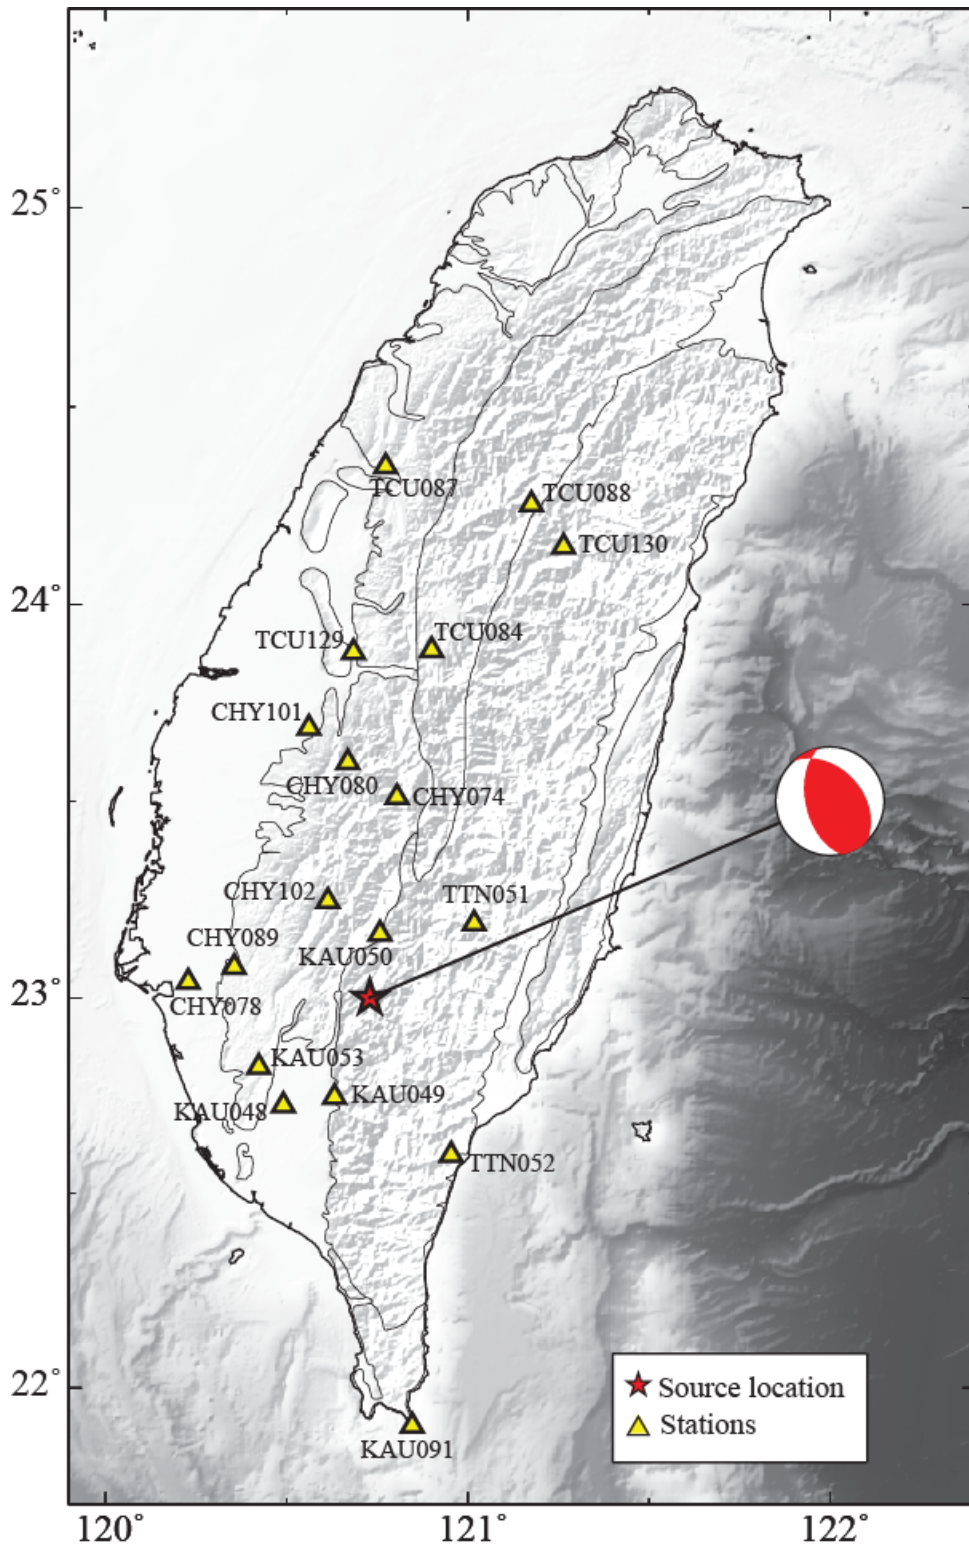 25°
TCU087
TCU088
TCU130
24°
TCU129
TCU084
CHY101
CHY080
CHY074
CHY102
TTN051
CHY089
KAU050
23°
CHY078
KAU053
KAU049
KAU048
TTN052
22°
Source location
Stations
KAU091
120°
121°
122°